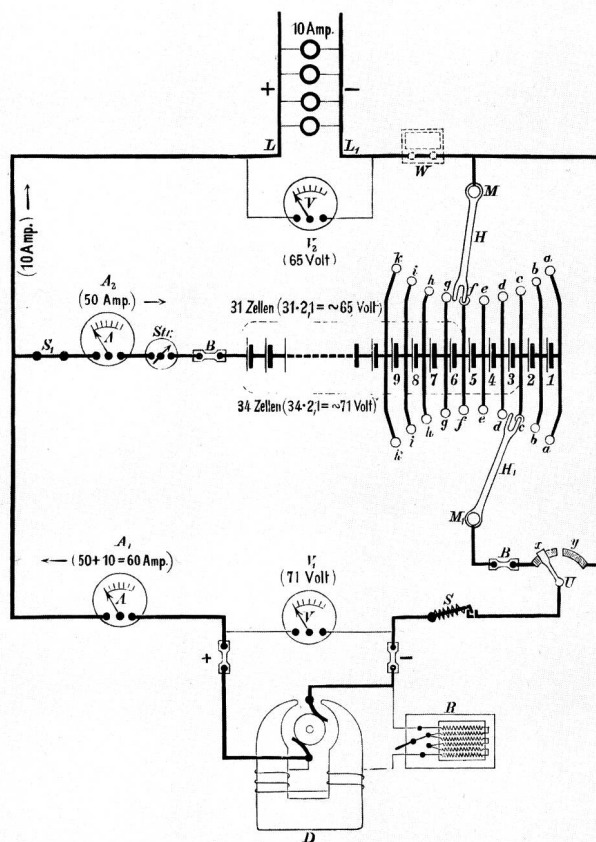 10 Amp.
+ −
L L₁
W
V
V₂
(65 Volt)
M
H
(10 Amp.)
A₂
(50 Amp.) →
A
Str.
S₁
B
31 Zellen (31·2,1 = ~65 Volt)
k i h g f e d c b a
9 8 7 6 5 4 3 2 1
34 Zellen (34·2,1 = ~71 Volt)
k i h g f e d c b a
H₁
M₁
A₁
← (50 + 10 = 60 Amp.)
A
V₁
(71 Volt)
V
B
x y
U
S
+ −
R
D